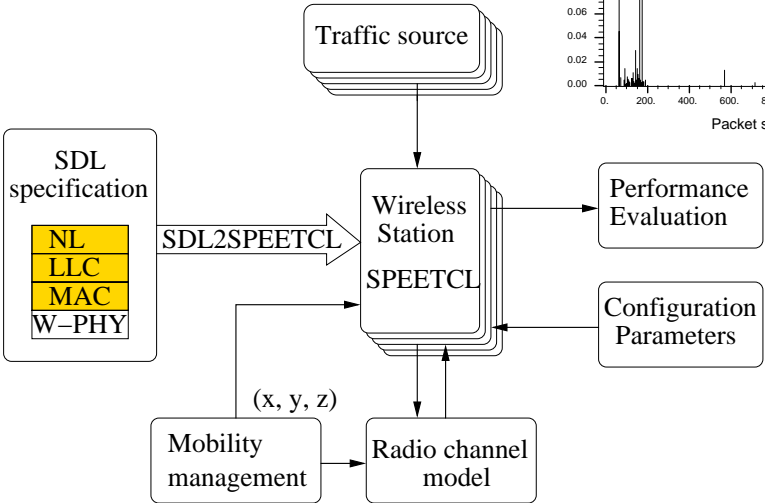 Traffic source
0.06
0.04
0.02
0.00
0.
200.
400.
600.
Packet
SDL
specification
NL
LLC
MAC
W−PHY
SDL2SPEETCL
Wireless
Station
SPEETCL
Performance
Evaluation
Configuration
Parameters
(x, y, z)
Mobility
management
Radio channel
model